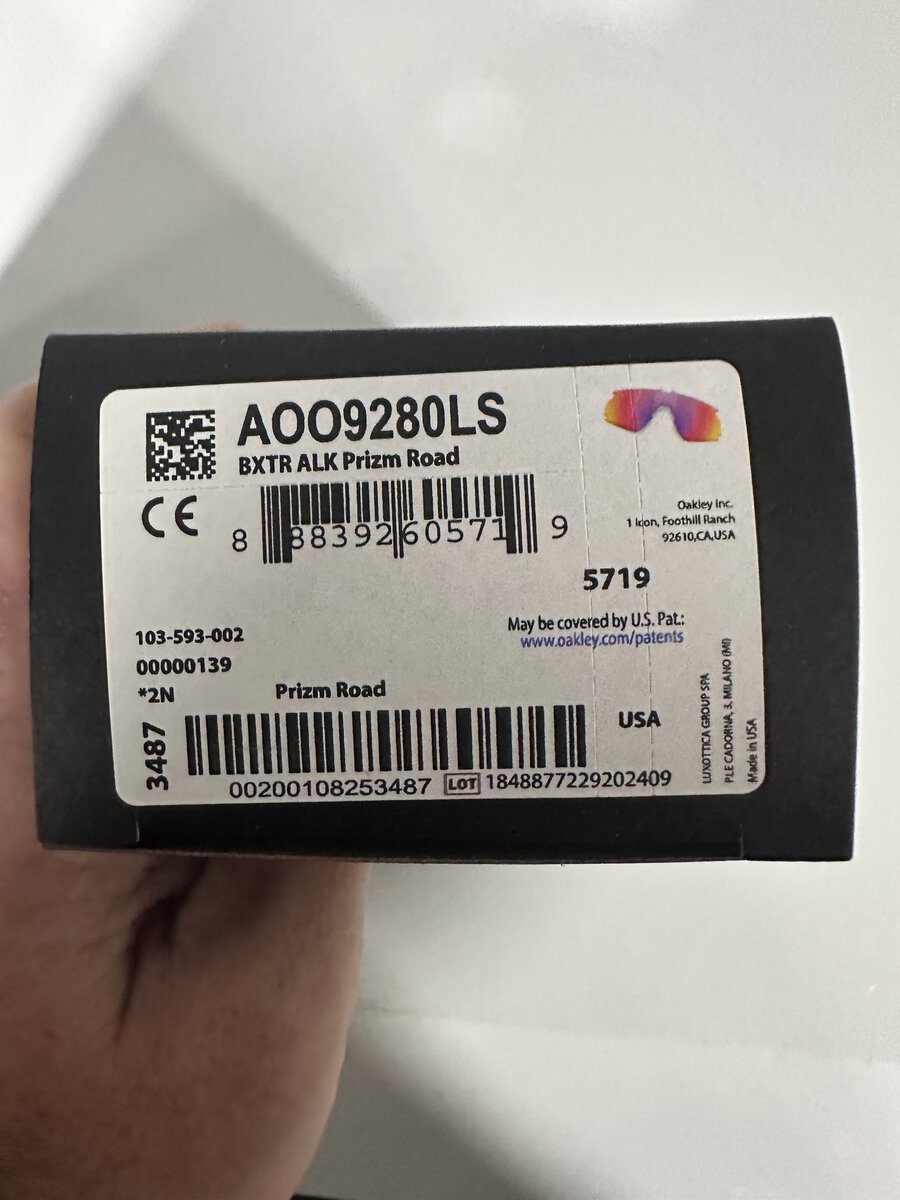 AOO9280LS
BXTR ALK Prizm Road
CE
8 88392 60571 9
Oakley Inc.
1 Icon, Foothill Ranch
92610,CA,USA
5719
May be covered by U.S. Pat.:
www.oakley.com/patents
103-593-002
00000139
*2N
Prizm Road
3487
USA
00200108253487 LOT 1848877229202409
LUXOTTICA GROUP SPA
PLE CADORNA, 3, MILANO (MI)
Made in USA